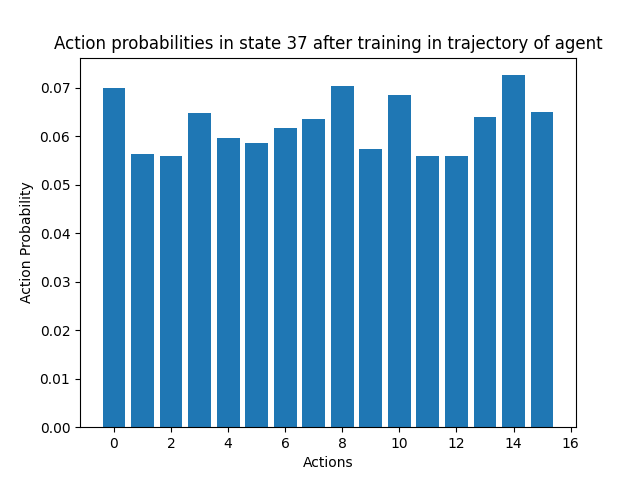 Action probabilities in state 37 after training in trajectory of agent
0.07
0.06
0.05
0.04
0.03
0.02
0.01
0.00
Action Probability
0 2 4 6 8 10 12 14 16
Actions